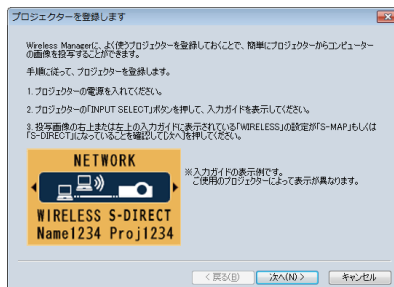 プロジェクターを登録します
Wireless Managerに、よく使うプロジェクターを登録しておくことで、簡単にプロジェクターからコンピューター
の画像を投写することができます。
手順に従って、プロジェクターを登録します。
1. プロジェクターの電源を入れてください。
2. プロジェクターの「INPUT SELECT」ボタンを押して、入力ガイドを表示してください。
3. 投写画像の右上または左上の入力ガイドに表示されている「WIRELESS」の設定が「S-MAP」もしくは
「S-DIRECT」になっていることを確認して[次へ]を押してください。
NETWORK
WIRELESS S-DIRECT
Name1234 Proj1234
※入力ガイドの表示例です。
ご使用のプロジェクターによって表示が異なります。
< 戻る(B)
次へ(N) >
キャンセル